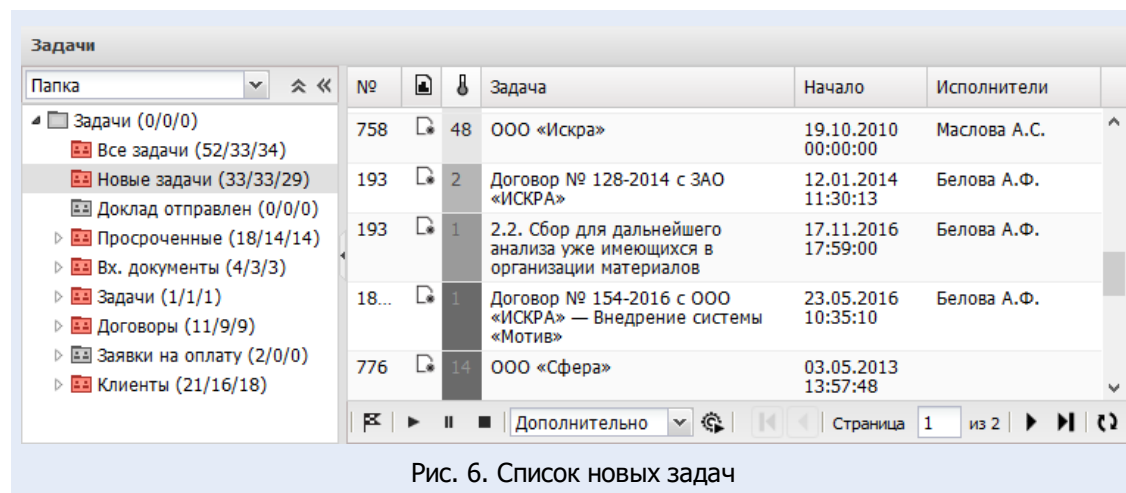 Задачи
Папка
Задачи (0/0/0)
Все задачи (52/33/34)
Новые задачи (33/33/29)
Доклад отправлен (0/0/0)
Просроченные (18/14/14)
Вх. документы (4/3/3)
Задачи (1/1/1)
Договоры (11/9/9)
Заявки на оплату (2/0/0)
Клиенты (21/16/18)
№ Задача Начало Исполнители
758 48 ООО «Искра» 19.10.2010 Маслова А.С.
00:00:00
193 2 Договор № 128-2014 с ЗАО 12.01.2014 Белова А.Ф.
«ИСКРА» 11:30:13
193 1 2.2. Сбор для дальнейшего 17.11.2016 Белова А.Ф.
анализа уже имеющихся в 17:59:00
организации материалов
18... 1 Договор № 154-2016 с ООО 23.05.2016 Белова А.Ф.
«ИСКРА» — Внедрение системы 10:35:10
«Мотив»
776 14 ООО «Сфера» 03.05.2013
13:57:48
Дополнительно Страница 1 из 2
Рис. 6. Список новых задач